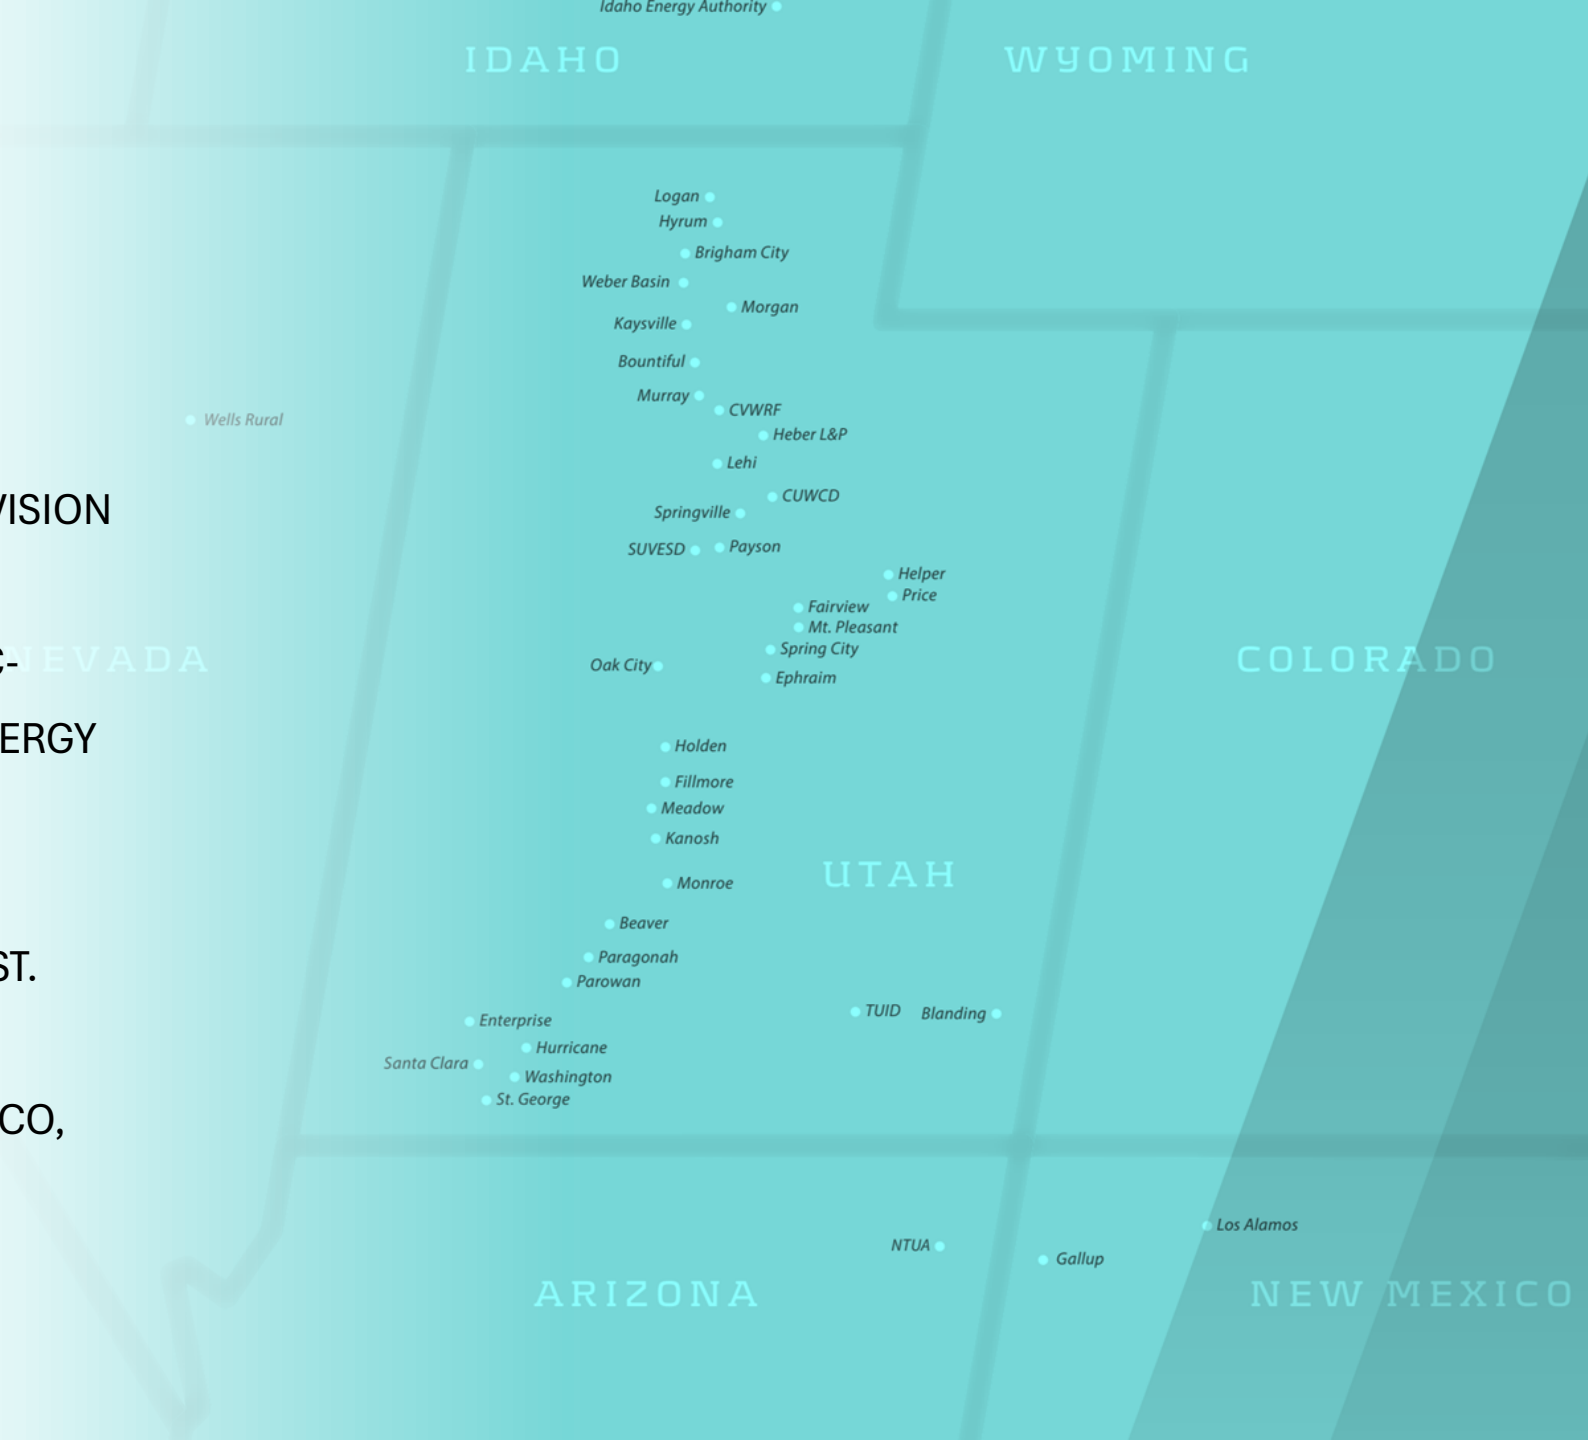 Idaho Energy Authority
IDAHO
WYOMING
Logan
Hyrum
Brigham City
Weber Basin
Morgan
Kaysville
Bountiful
Murray
CVWRF
Wells Rural
Heber L&P
Lehi
CUWCD
VISION
Springville
SUVESD
Payson
Helper
Price
Fairview
Mt. Pleasant
Spring City
C-
NEVADA
Oak City
COLORADO
Ephraim
ERGY
Holden
Fillmore
Meadow
Kanosh
UTAH
Monroe
Beaver
Paragonah
ST.
Parowan
TUID
Blanding
Enterprise
Hurricane
Santa Clara
Washington
St. George
CO,
Los Alamos
NTUA
Gallup
ARIZONA
NEW MEXICO